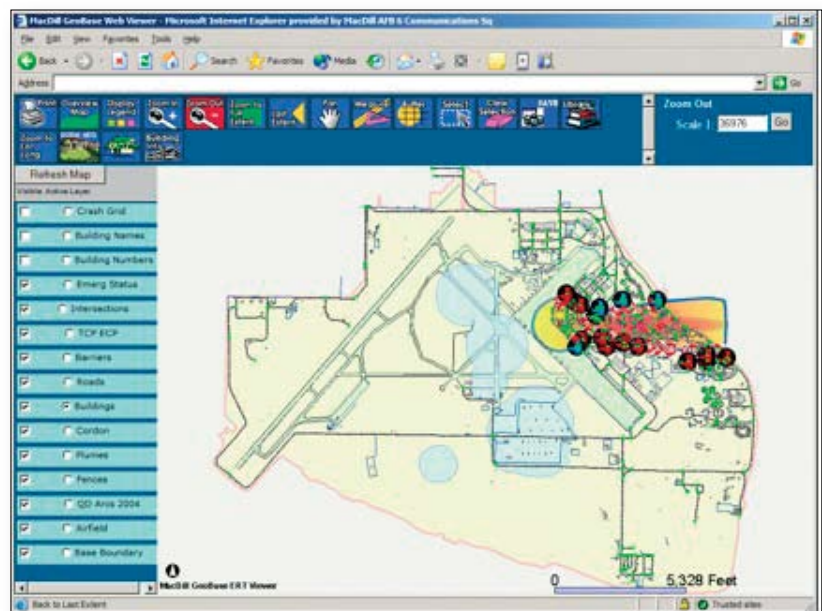 MacDill GeoBase Web Viewer - Microsoft Internet Explorer provided by MacDill AFB 6 Communications Sq
File Edit View Favorites Tools Help
Back Search Favorites Media
Address Go
Print Overview Map Display Legend Zoom In Zoom Out Zoom to Full Extent Last Extent Pan Measure Buffer Select Clear Selection Library
Zoom to Building Info
Zoom Out
Scale 1: 36976 Go
Refresh Map
Visible Active Layer
Crash Grid
Building Names
Building Numbers
Emerg Status
Intersections
TCP ECP
Barriers
Roads
Buildings
Cordon
Plumes
Fences
QD Arcs 2004
Airfield
Base Boundary
MacDill GeoBase ERT Viewer
0 5,328 Feet
Back to Last Extent Trusted sites